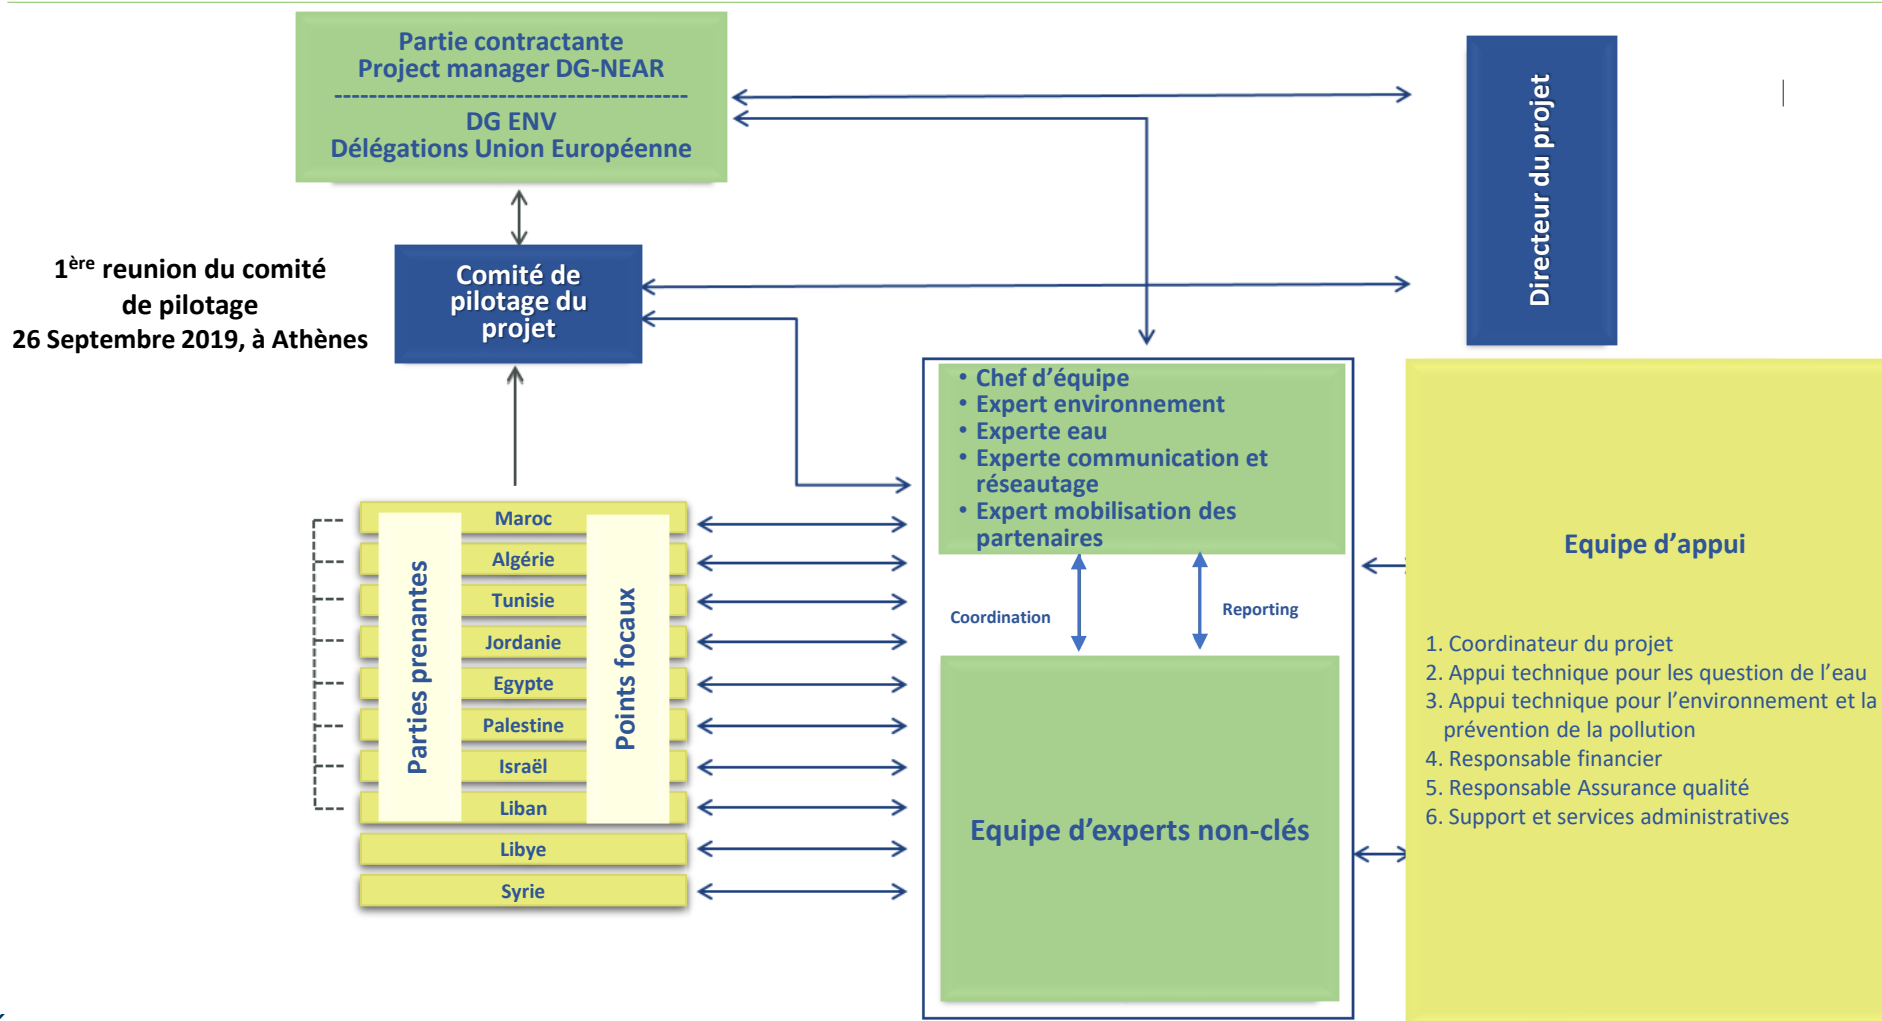 Partie contractante
Project manager DG-NEAR
-----------------------------------------
DG ENV
Délégations Union Européenne
Directeur du projet
1ère reunion du comité
de pilotage
26 Septembre 2019, à Athènes
Comité de
pilotage du
projet
• Chef d’équipe
• Expert environnement
• Experte eau
• Experte communication et
réseautage
• Expert mobilisation des
partenaires
Coordination
Reporting
Equipe d’experts non-clés
Parties prenantes
Points focaux
Maroc
Algérie
Tunisie
Jordanie
Egypte
Palestine
Israël
Liban
Libye
Syrie
Equipe d’appui
1. Coordinateur du projet
2. Appui technique pour les question de l’eau
3. Appui technique pour l’environnement et la
prévention de la pollution
4. Responsable financier
5. Responsable Assurance qualité
6. Support et services administratives